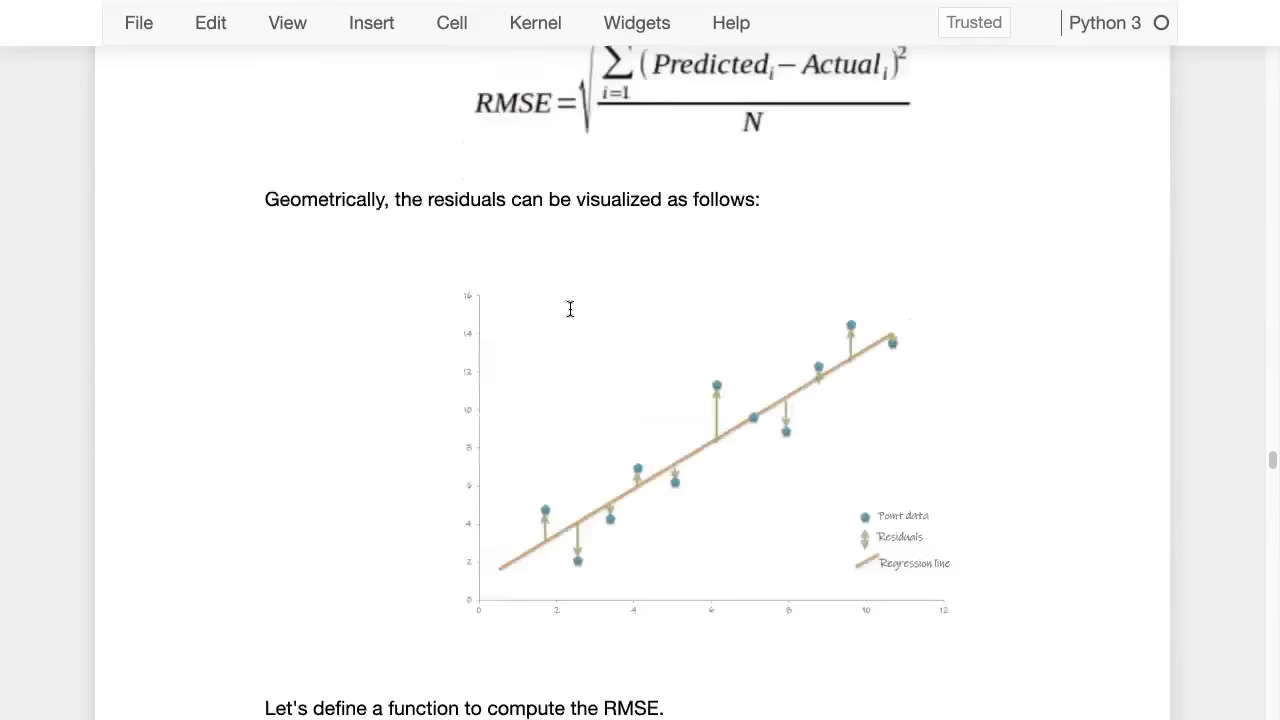 File Edit View Insert Cell Kernel Widgets Help Trusted Python 3
RMSE = √ ∑ i=1 (Predictedᵢ − Actualᵢ)² / N
Geometrically, the residuals can be visualized as follows:
16
14
12
10
8
6
4
2
0
Point data
Residuals
Regression line
0 2 4 6 8 10 12
Let's define a function to compute the RMSE.